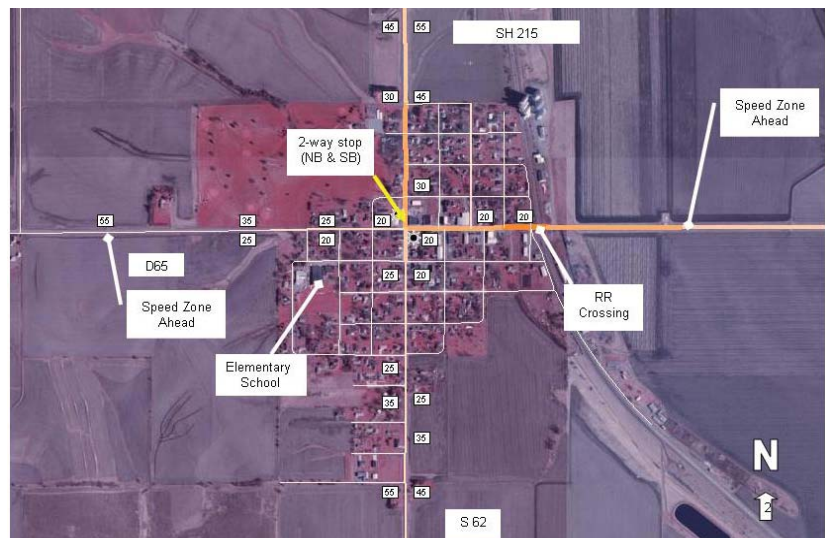 45
55
SH 215
30
45
Speed Zone
Ahead
2-way stop
(NB & SB)
30
55
35
25
20
20
20
25
20
20
D65
25
20
Speed Zone
Ahead
RR
Crossing
Elementary
School
25
35
25
35
N
2
55
45
S 62